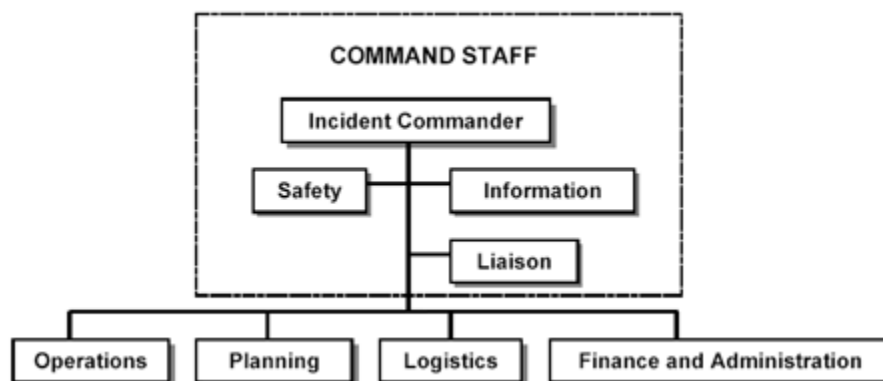 COMMAND STAFF
Incident Commander
Safety
Information
Liaison
Operations
Planning
Logistics
Finance and Administration